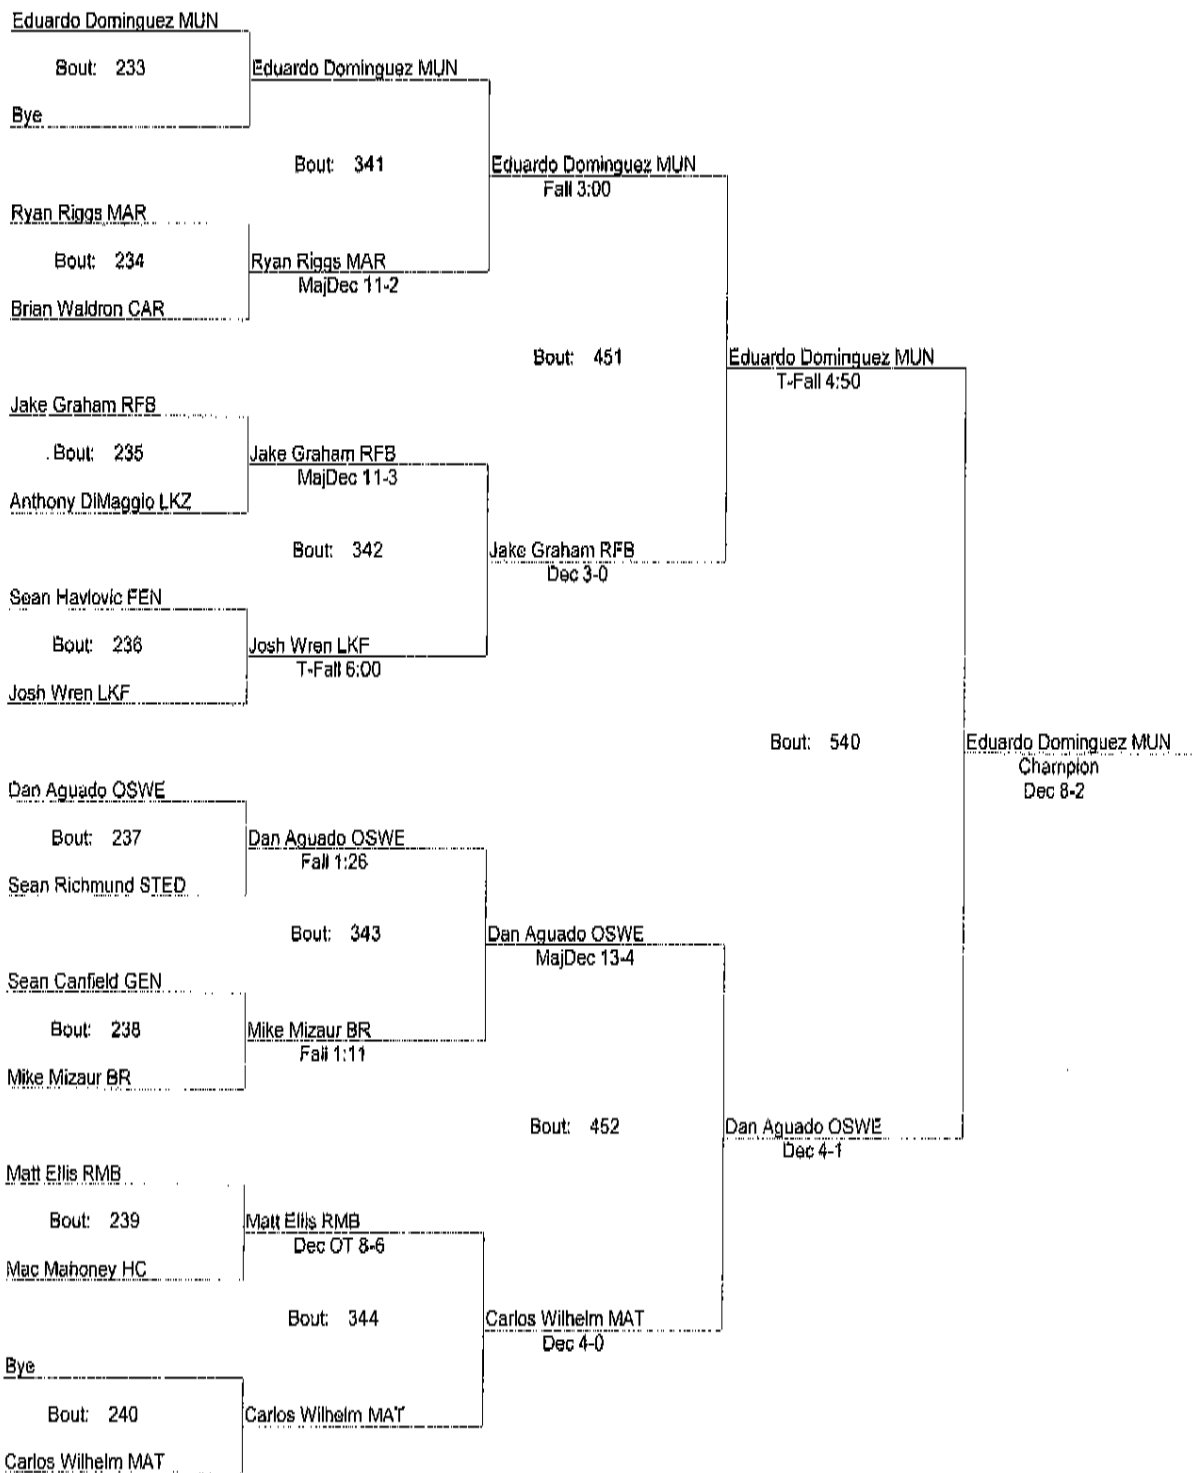 Eduardo Dominguez MUN
Bout: 233
Eduardo Dominguez MUN
Bye
Bout: 341
Eduardo Dominguez MUN
Fall 3:00
Ryan Riggs MAR
Bout: 234
Ryan Riggs MAR
MajDec 11-2
Brian Waldron CAR
Bout: 451
Eduardo Dominguez MUN
T-Fall 4:50
Jake Graham RFB
Bout: 235
Jake Graham RFB
MajDec 11-3
Anthony DiMaggio LKZ
Bout: 342
Jake Graham RFB
Dec 3-0
Sean Havlovic FEN
Bout: 236
Josh Wren LKF
T-Fall 6:00
Josh Wren LKF
Bout: 540
Eduardo Dominguez MUN
Champion
Dec 8-2
Dan Aguado OSWE
Bout: 237
Dan Aguado OSWE
Fall 1:26
Sean Richmund STED
Bout: 343
Dan Aguado OSWE
MajDec 13-4
Sean Canfield GEN
Bout: 238
Mike Mizaur BR
Fall 1:11
Mike Mizaur BR
Bout: 452
Dan Aguado OSWE
Dec 4-1
Matt Ellis RMB
Bout: 239
Matt Ellis RMB
Dec OT 8-6
Mac Mahoney HC
Bout: 344
Carlos Wilhelm MAT
Dec 4-0
Bye
Bout: 240
Carlos Wilhelm MAT
Carlos Wilhelm MAT